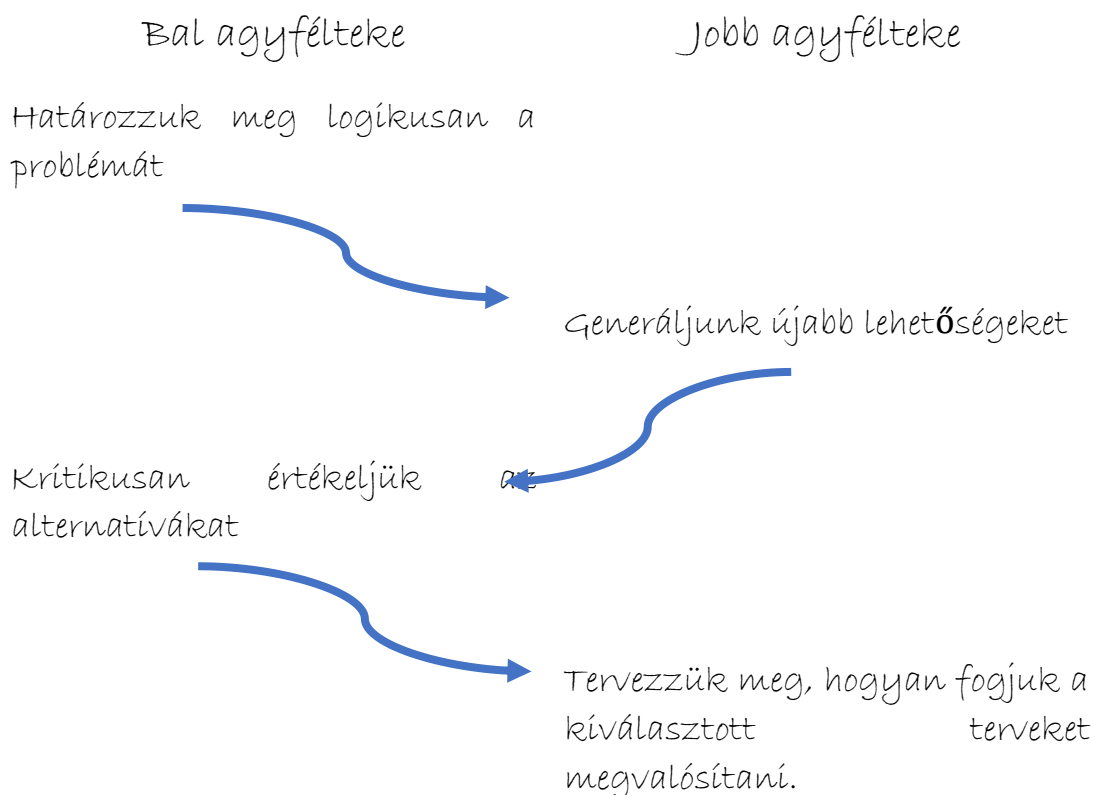 Bal agyfélteke
Jobb agyfélteke
Határozzuk meg logikusan a
problémát
Generáljunk újabb lehetőségeket
Kritikusan értékeljük az
alternatívákat
Tervezzük meg, hogyan fogjuk a
kiválasztott terveket
megvalósítani.